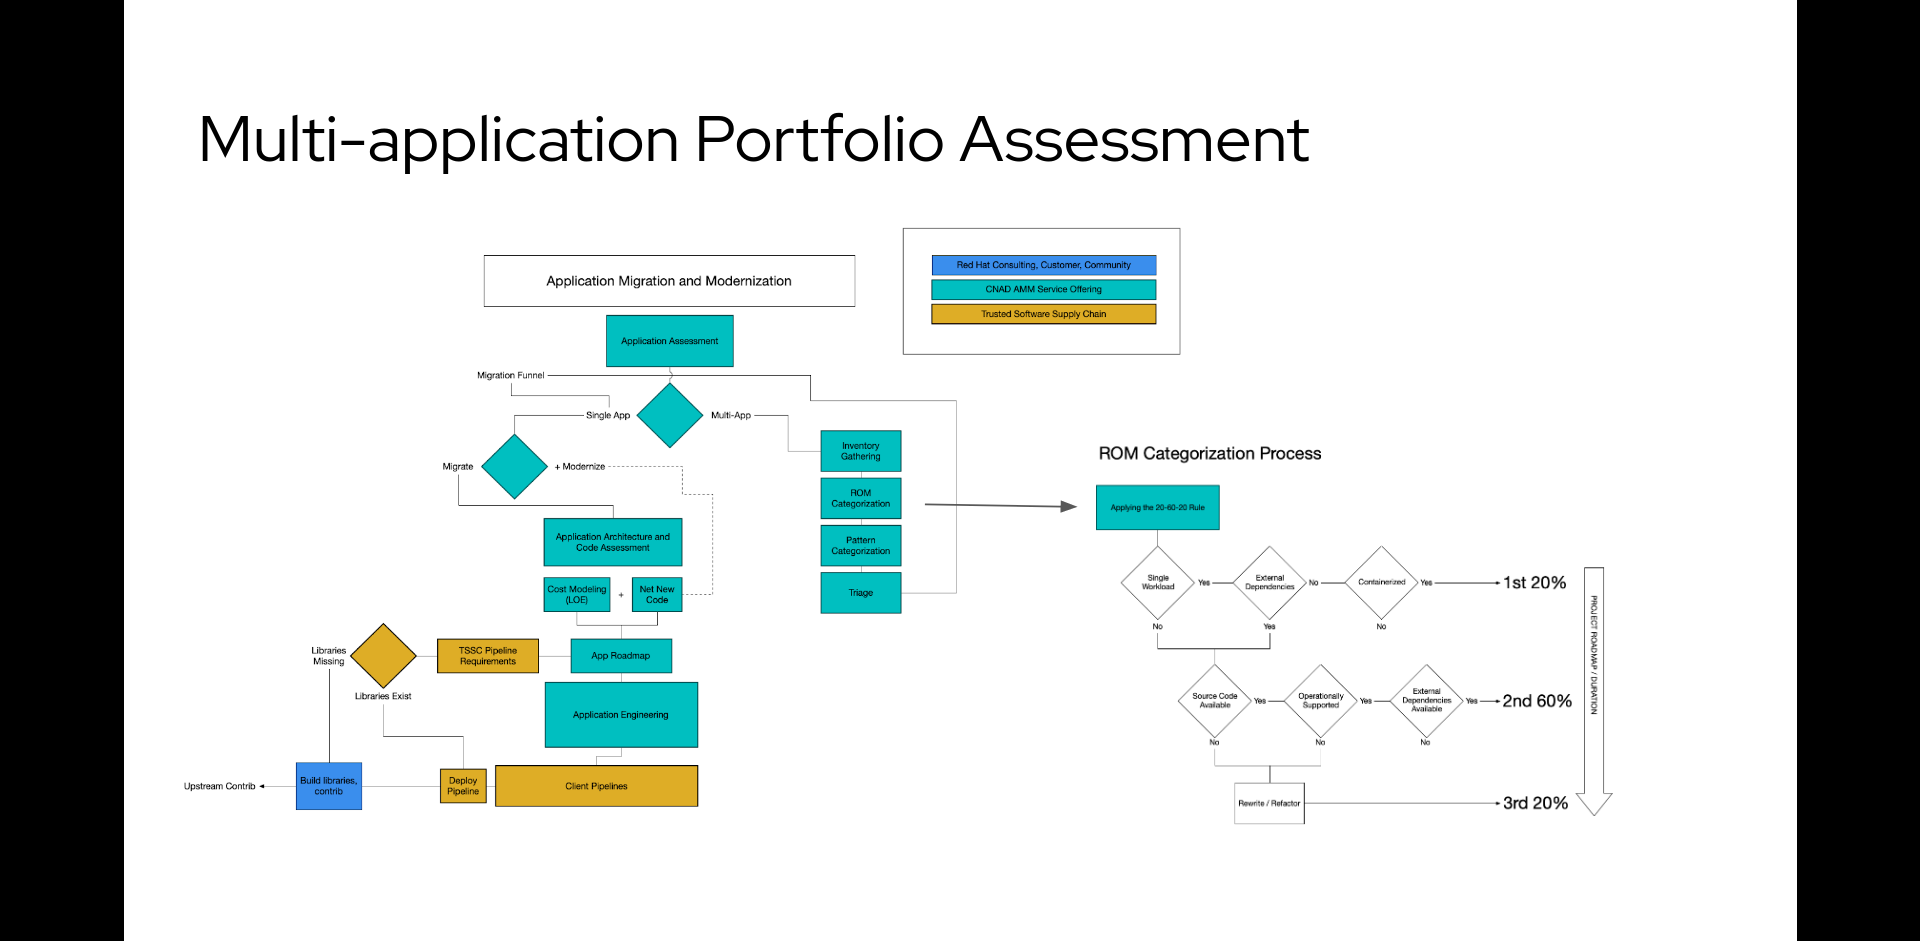 Multi-application Portfolio Assessment
Application Migration and Modernization
Red Hat Consulting, Customer, Community
CNAD AMM Service Offering
Trusted Software Supply Chain
Application Assessment
Migration Funnel
Single App
Multi-App
Migrate
+ Modernize
Inventory
Gathering
ROM
Categorization
Pattern
Categorization
Triage
Application Architecture and
Code Assessment
Cost Modeling
(LOE)
+
Net New
Code
Libraries
Missing
TSSC Pipeline
Requirements
App Roadmap
Libraries Exist
Application Engineering
Upstream Contrib
Build libraries,
contrib
Deploy
Pipeline
Client Pipelines
ROM Categorization Process
Applying the 20-60-20 Rule
Single
Workload
Yes
External
Dependencies
No
Containerized
Yes
1st 20%
No
Yes
No
Source Code
Available
Yes
Operationally
Supported
Yes
External
Dependencies
Available
Yes
2nd 60%
No
No
No
Rewrite / Refactor
3rd 20%
PROJECT ROADMAP / DURATION